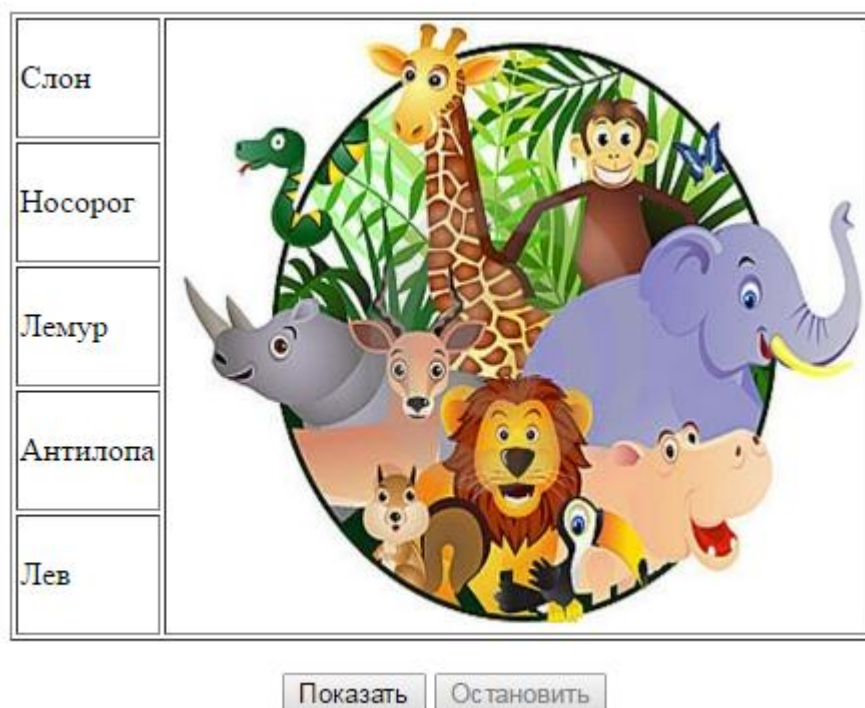 Слон
Носорог
Лемур
Антилопа
Лев
Показать Остановить